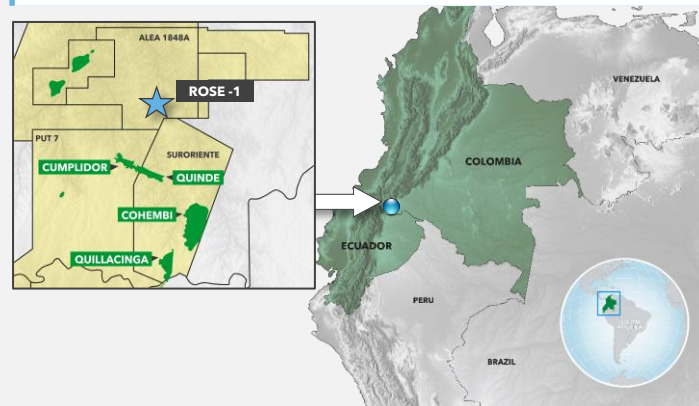 ALEA 1848A
ROSE -1
PUT 7
SURORIENTE
CUMPLIDOR
QUINDE
COHEMBI
QUILLACINGA
VENEZUELA
COLOMBIA
ECUADOR
PERU
BRAZIL